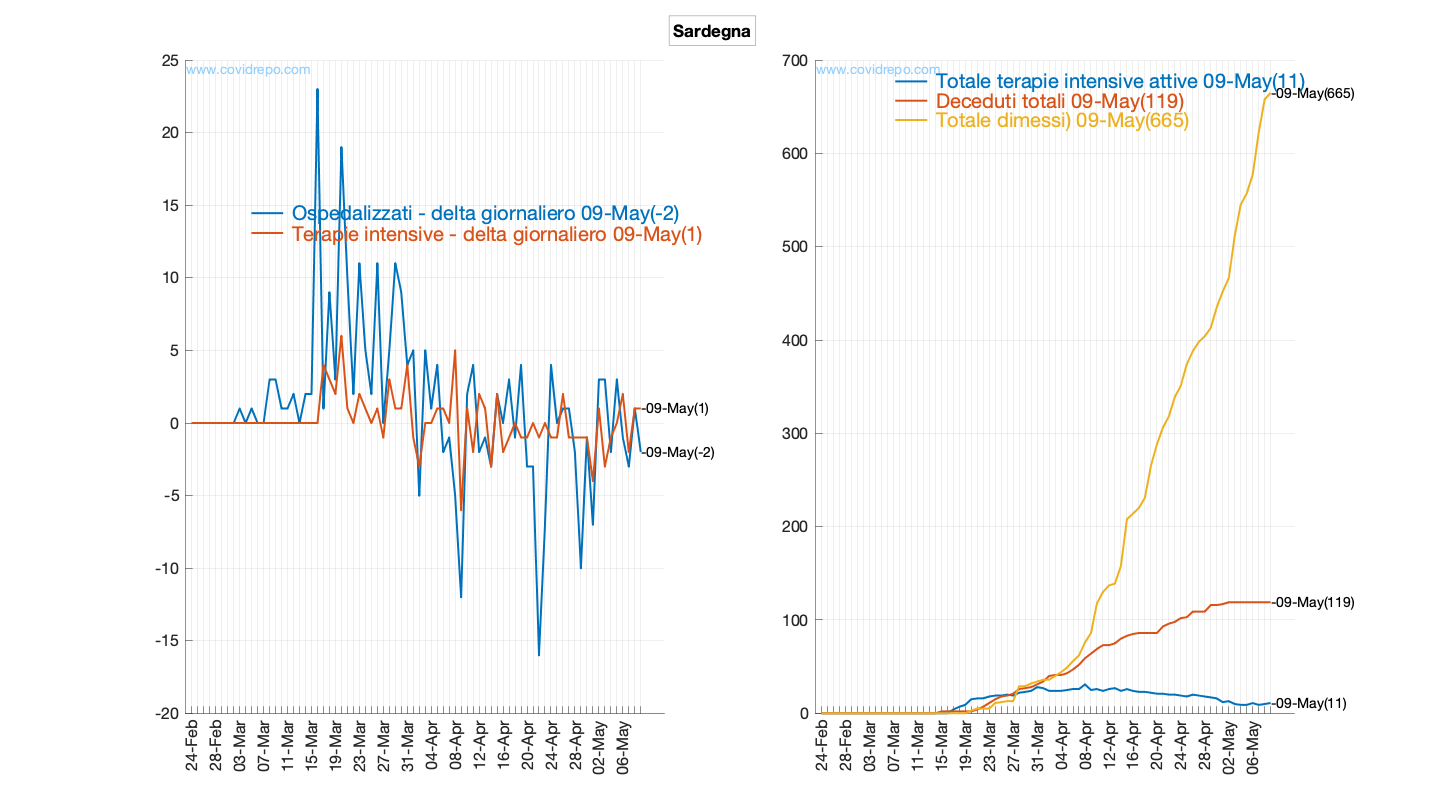 Sardegna
www.covidrepo.com
Ospedalizzati - delta giornaliero 09-May(-2)
Terapie intensive - delta giornaliero 09-May(1)
25
20
15
10
5
0
-5
-10
-15
-20
-09-May(1)
-09-May(-2)
24-Feb
28-Feb
03-Mar
07-Mar
11-Mar
15-Mar
19-Mar
23-Mar
27-Mar
31-Mar
04-Apr
08-Apr
12-Apr
16-Apr
20-Apr
24-Apr
28-Apr
02-May
06-May
www.covidrepo.com
Totale terapie intensive attive 09-May(11)
Deceduti totali 09-May(119)
Totale dimessi) 09-May(665)
700
600
500
400
300
200
100
0
-09-May(665)
-09-May(119)
-09-May(11)
24-Feb
28-Feb
03-Mar
07-Mar
11-Mar
15-Mar
19-Mar
23-Mar
27-Mar
31-Mar
04-Apr
08-Apr
12-Apr
16-Apr
20-Apr
24-Apr
28-Apr
02-May
06-May